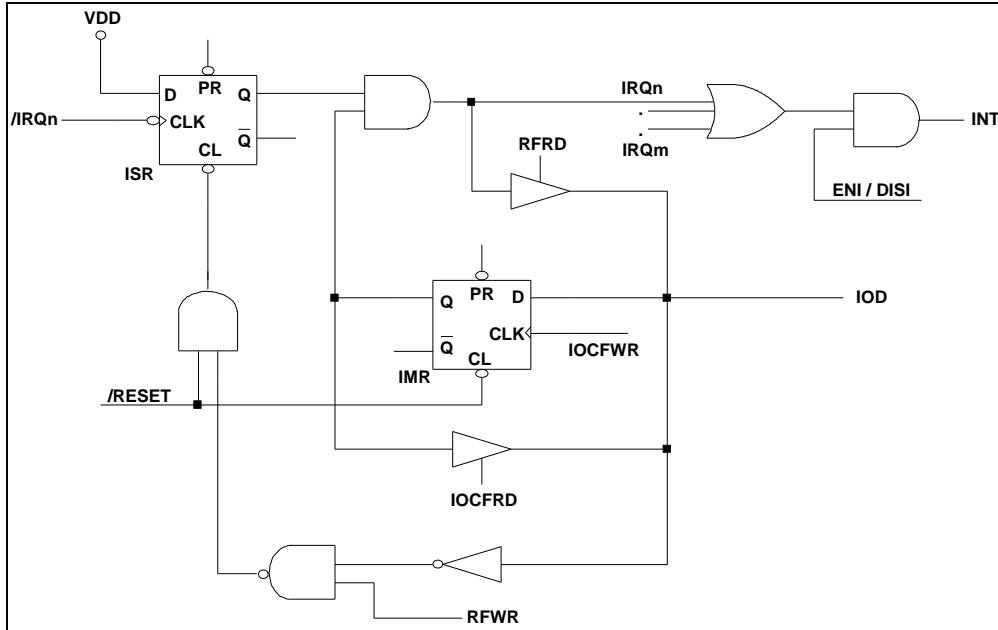 VDD
D
PR
Q
/IRQn
CLK
Q
CL
ISR
RFRD
IRQn
.
.
IRQm
INT
ENI / DISI
Q
PR
D
CLK
Q
CL
IMR
IOCFWR
IOD
/RESET
IOCFRD
RFWR